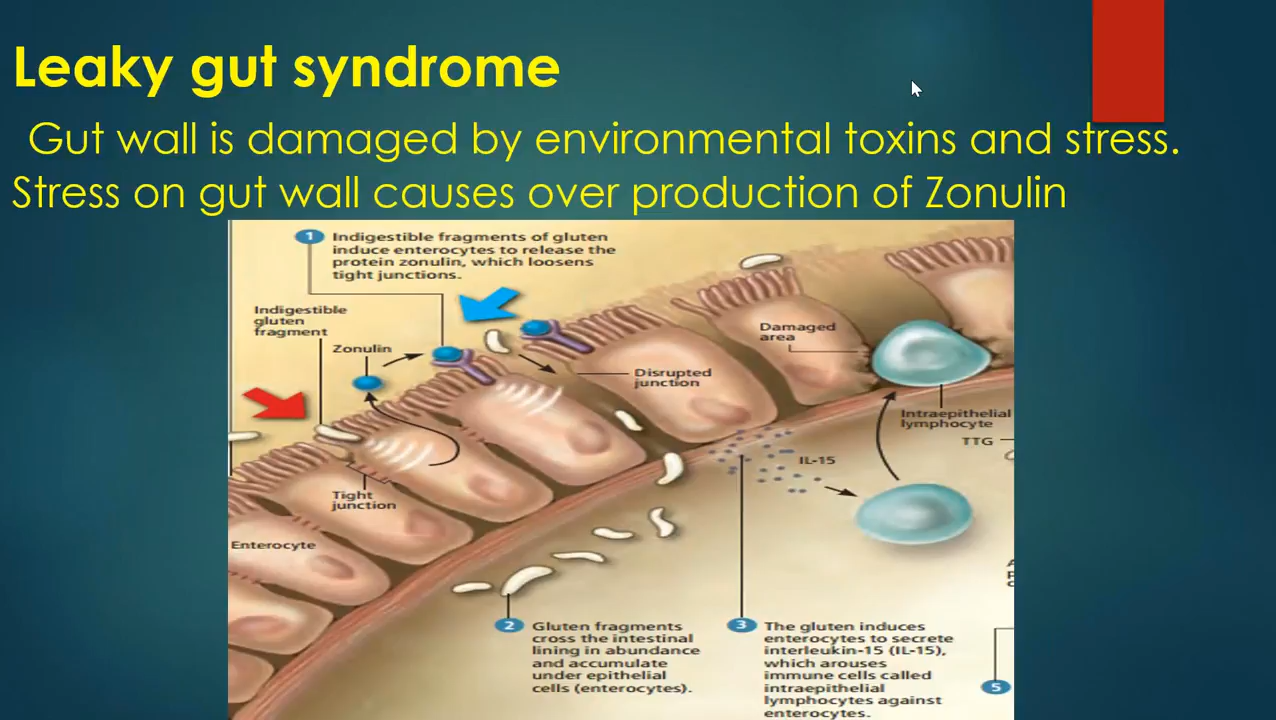 Leaky gut syndrome
Gut wall is damaged by environmental toxins and stress.
Stress on gut wall causes over production of Zonulin
1
Indigestible fragments of gluten
induce enterocytes to release the
protein zonulin, which loosens
tight junctions.
Indigestible
gluten
fragment
Zonulin
Disrupted
junction
Damaged
area
Intraepithelial
lymphocyte
TTG
IL-15
Tight
junction
Enterocyte
2
Gluten fragments
cross the intestinal
lining in abundance
and accumulate
under epithelial
cells (enterocytes).
3
The gluten induces
enterocytes to secrete
interleukin-15 (IL-15),
which arouses
immune cells called
intraepithelial
lymphocytes against
enterocytes.
5